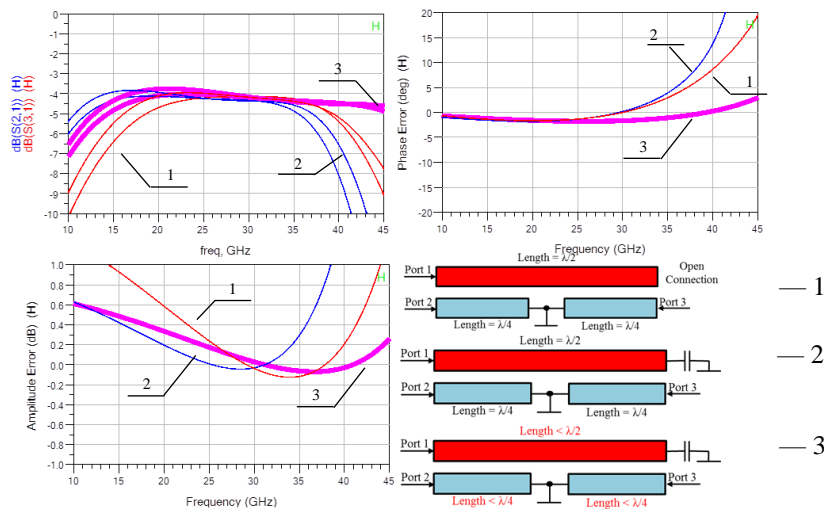 dB(S(2,1)) (H)
dB(S(3,1)) (H)
0
-1
-2
-3
-4
-5
-6
-7
-8
-9
-10
10 15 20 25 30 35 40 45
freq, GHz
H
1
2
3
Phase Error (deg) (H)
20
15
10
5
0
-5
-10
-15
-20
10 15 20 25 30 35 40 45
Frequency (GHz)
H
2
1
3
Amplitude Error (dB) (H)
1.0
0.8
0.6
0.4
0.2
0.0
-0.2
-0.4
-0.6
-0.8
-1.0
10 15 20 25 30 35 40 45
Frequency (GHz)
H
1
2
3
Length = λ/2
Port 1
Open
Connection
Port 2
Port 3
Length = λ/4 Length = λ/4
— 1
Length = λ/2
Port 1
Port 2
Port 3
Length = λ/4 Length = λ/4
— 2
Length < λ/2
Port 1
Port 2
Port 3
Length < λ/4 Length < λ/4
— 3